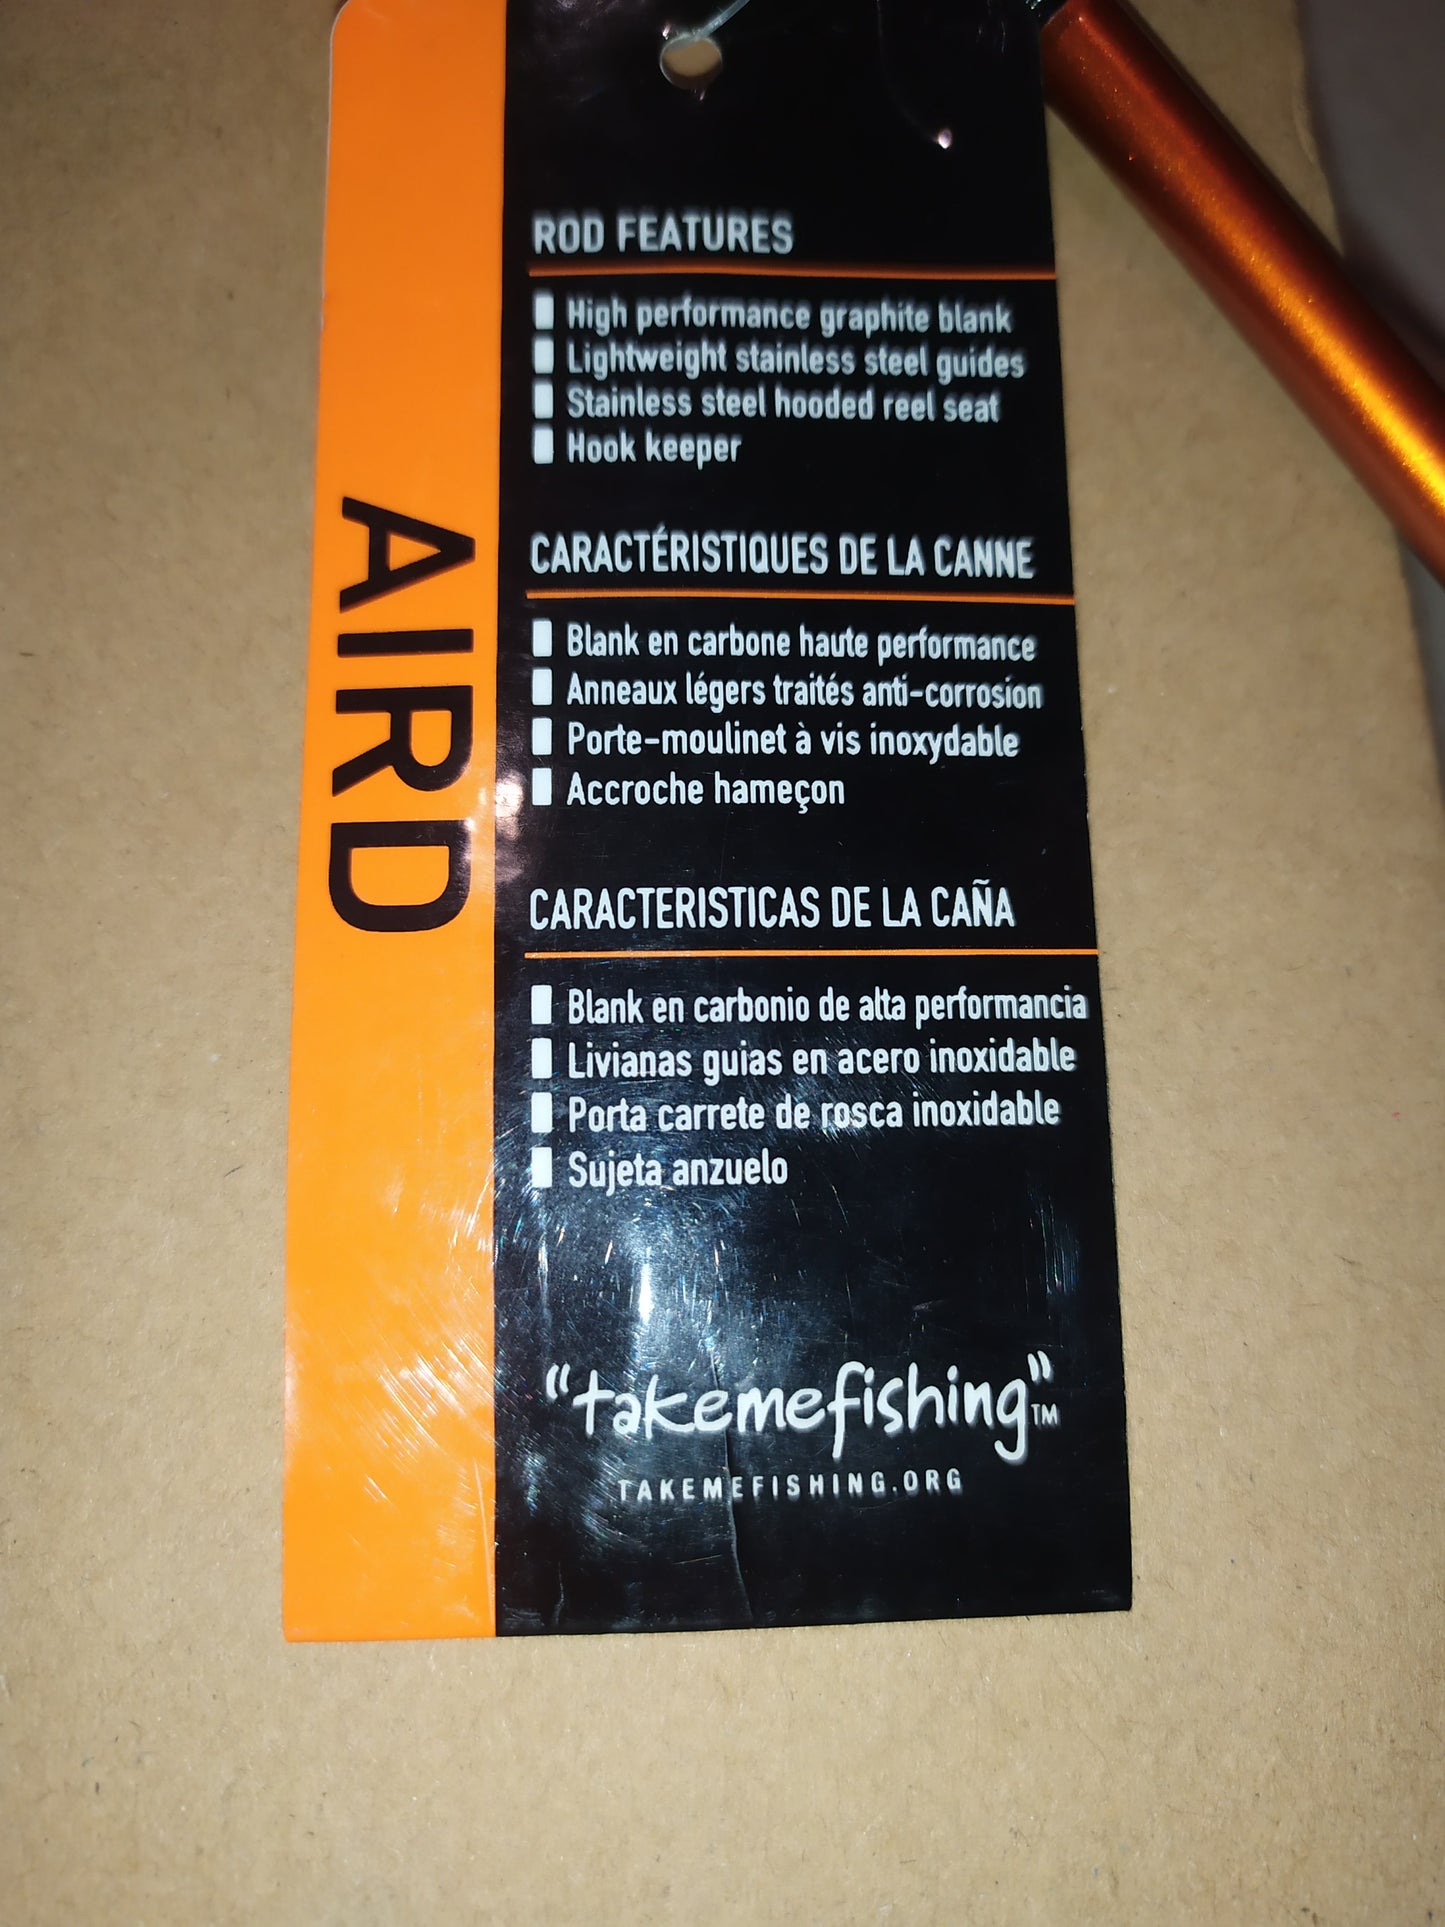 AIRD
ROD FEATURES
High performance graphite blank
Lightweight stainless steel guides
Stainless steel hooded reel seat
Hook keeper
CARACTÉRISTIQUES DE LA CANNE
Blank en carbone haute performance
Anneaux légers traités anti-corrosion
Porte-moulinet à vis inoxydable
Accroche hameçon
CARACTERISTICAS DE LA CAÑA
Blank en carbonio de alta performancia
Livianas guias en acero inoxidable
Porta carrete de rosca inoxidable
Sujeta anzuelo
“takemefishing”™
TAKEMEFISHING.ORG